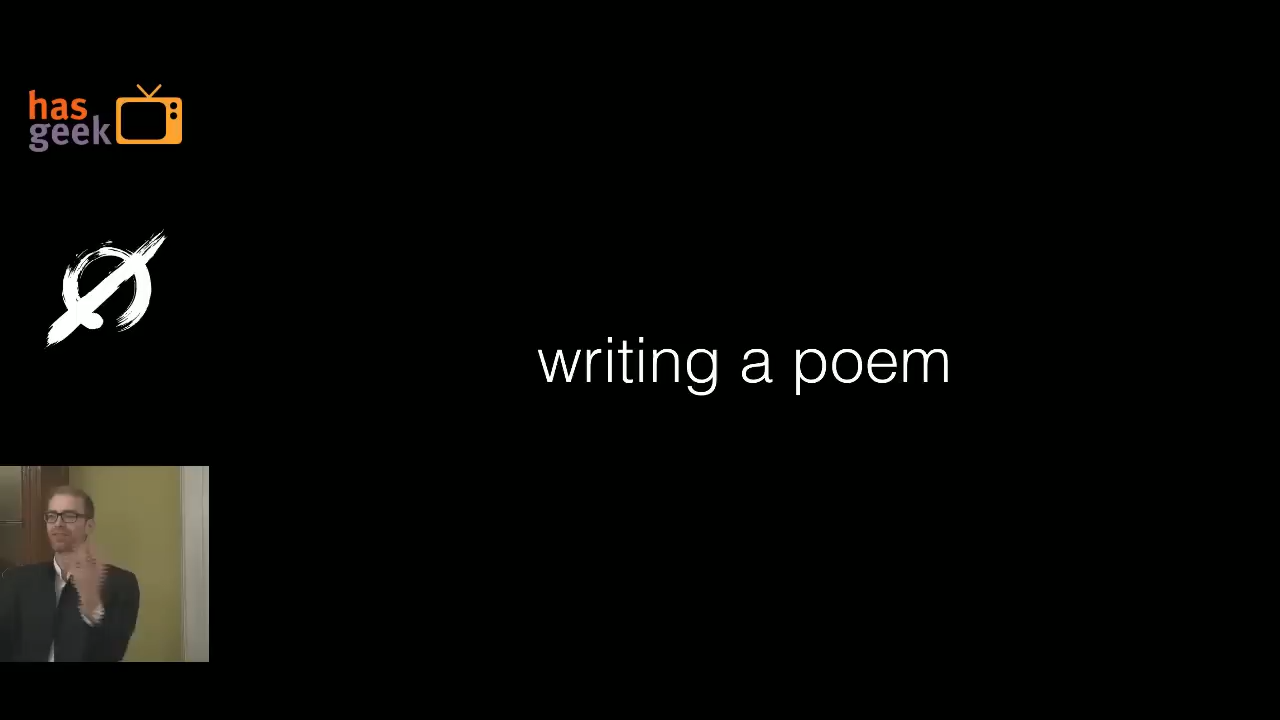 has
geek
writing a poem